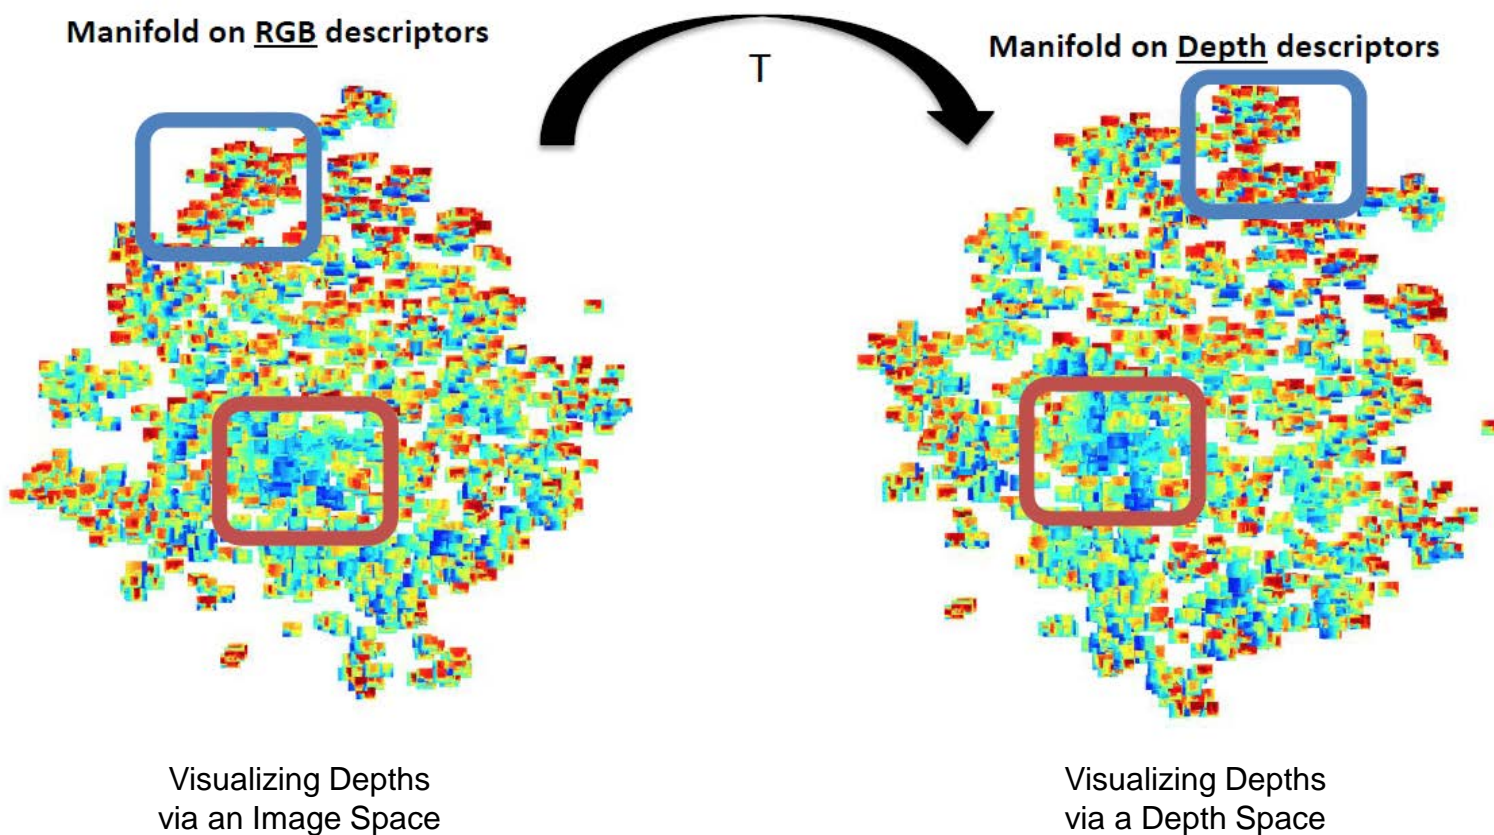 Manifold on RGB descriptors
T
Manifold on Depth descriptors
Visualizing Depths
via an Image Space
Visualizing Depths
via a Depth Space